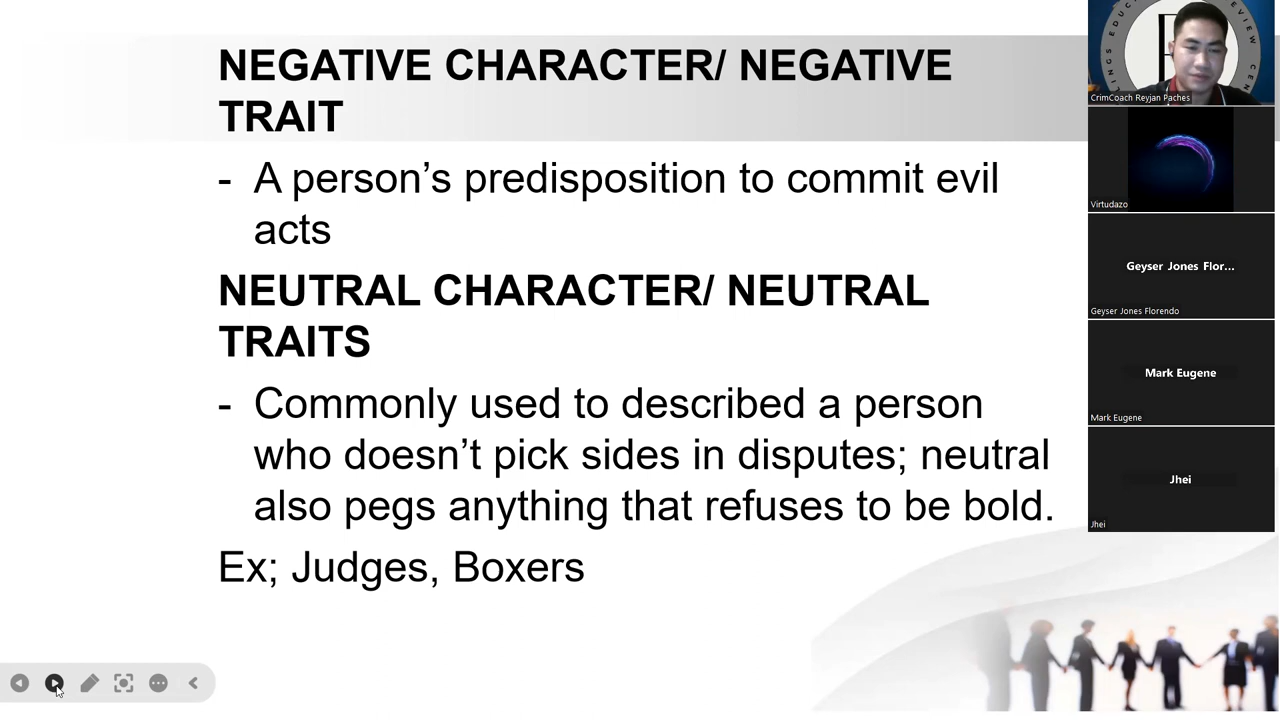 NEGATIVE CHARACTER/ NEGATIVE
TRAIT
- A person’s predisposition to commit evil
acts
NEUTRAL CHARACTER/ NEUTRAL
TRAITS
- Commonly used to described a person
who doesn’t pick sides in disputes; neutral
also pegs anything that refuses to be bold.
Ex; Judges, Boxers
CrimCoach Reyjan Paches
Virtudazo
Geyser Jones Flor...
Geyser Jones Florendo
Mark Eugene
Mark Eugene
Jhei
Jhei